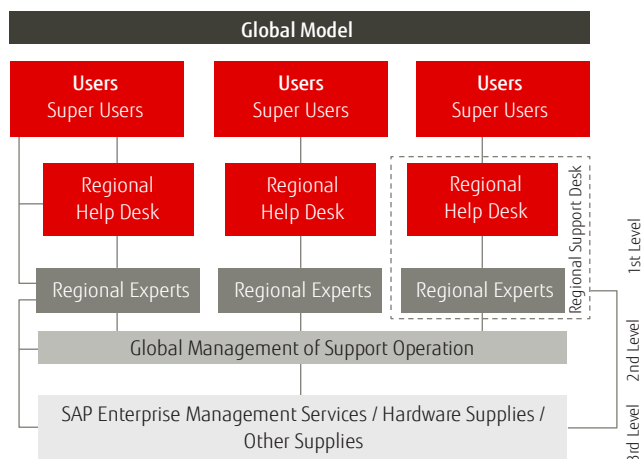 Global Model
Users
Super Users
Users
Super Users
Users
Super Users
Regional
Help Desk
Regional
Help Desk
Regional
Help Desk
Regional Support Desk
1st Level
Regional Experts
Regional Experts
Regional Experts
Global Management of Support Operation
2nd Level
SAP Enterprise Management Services / Hardware Supplies /
Other Supplies
3rd Level